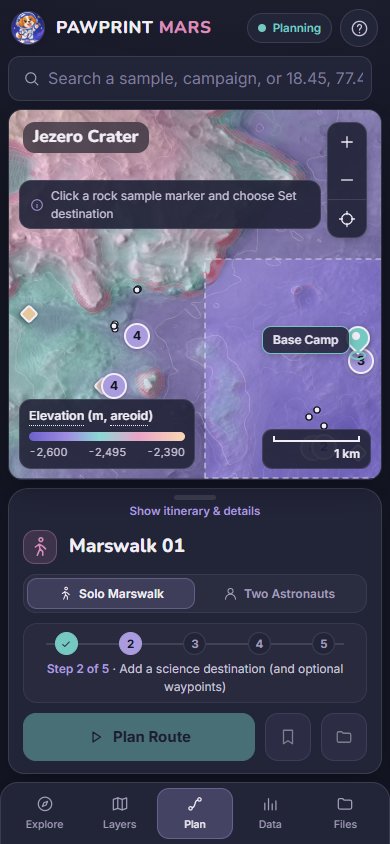 PAWPRINT MARS
Planning
Search a sample, campaign, or 18.45, 77.4
Jezero Crater
Click a rock sample marker and choose Set
destination
4
Base Camp
3
4
Elevation (m, areoid)
-2,600 -2,495 -2,390
1 km
Show itinerary & details
Marswalk 01
Solo Marswalk
Two Astronauts
2 3 4 5
Step 2 of 5 · Add a science destination (and optional
waypoints)
Plan Route
Explore Layers Plan Data Files